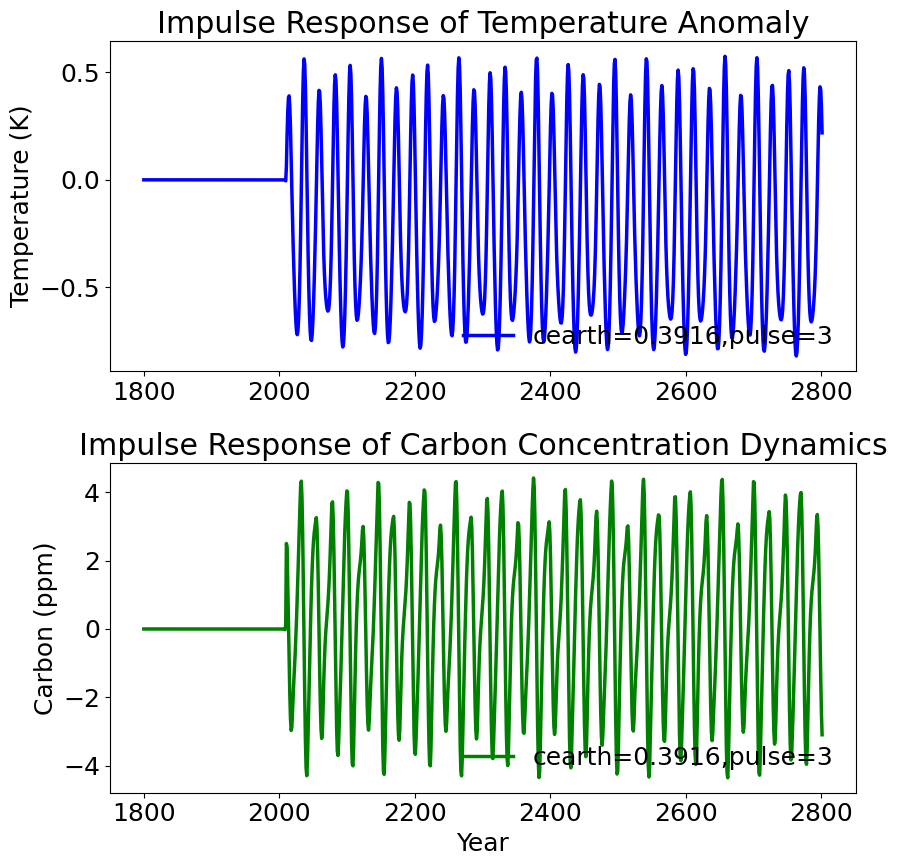 Impulse Response of Temperature Anomaly
0.5
0.0
−0.5
Temperature (K)
cearth=0.3916,pulse=3
1800 2000 2200 2400 2600 2800
Impulse Response of Carbon Concentration Dynamics
4
2
0
−2
−4
Carbon (ppm)
cearth=0.3916,pulse=3
1800 2000 2200 2400 2600 2800
Year